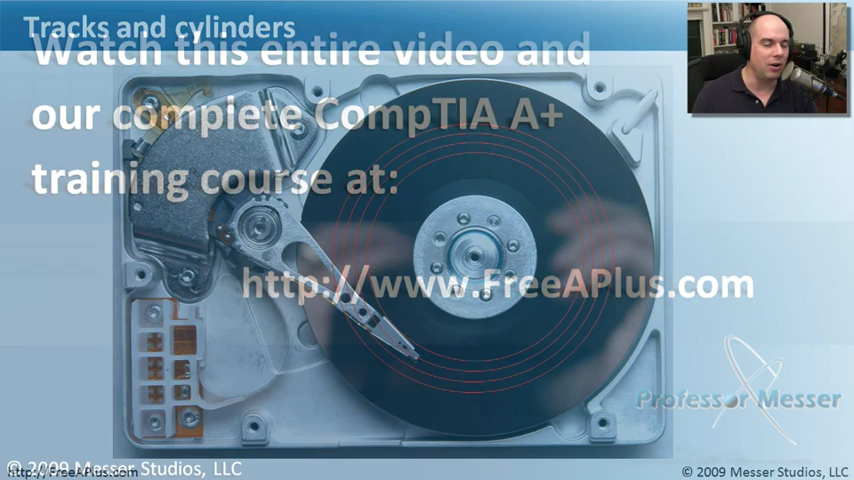 Tracks and cylinders
Watch this entire video and
our complete CompTIA A+
training course at:
http://www.FreeAPlus.com
Professor Messer
© 2009 Messer Studios, LLC
http://FreeAPlus.com
© 2009 Messer Studios, LLC